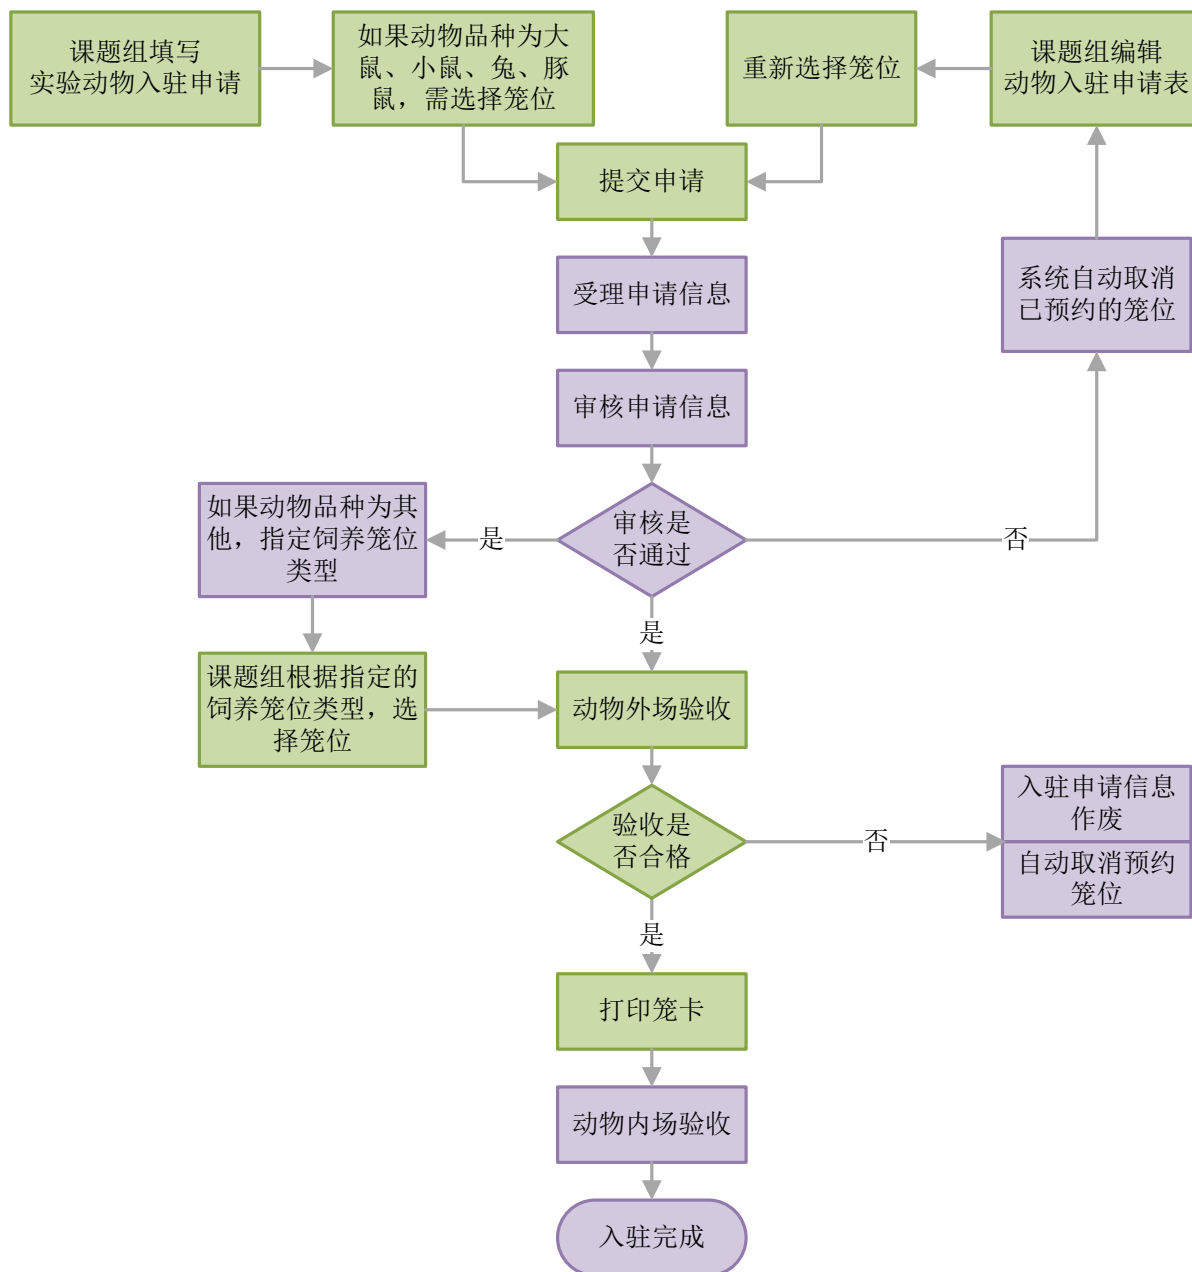 课题组填写
实验动物入驻申请
如果动物品种为大
鼠、小鼠、兔、豚
鼠，需选择笼位
重新选择笼位
课题组编辑
动物入驻申请表
提交申请
受理申请信息
系统自动取消
已预约的笼位
审核申请信息
如果动物品种为其
他，指定饲养笼位
类型
是
审核是
否通过
否
是
课题组根据指定的
饲养笼位类型，选
择笼位
动物外场验收
验收是
否合格
否
入驻申请信息
作废
自动取消预约
笼位
是
打印笼卡
动物内场验收
入驻完成